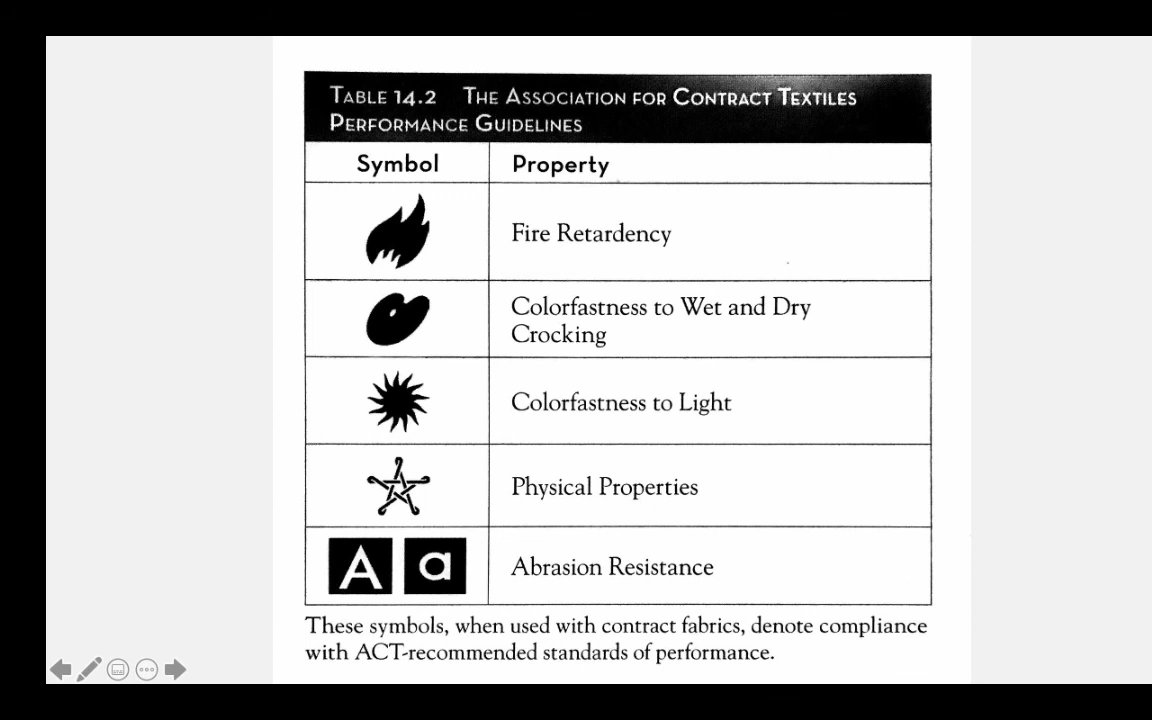 TABLE 14.2 THE ASSOCIATION FOR CONTRACT TEXTILES
PERFORMANCE GUIDELINES
Symbol Property
Fire Retardency
Colorfastness to Wet and Dry
Crocking
Colorfastness to Light
Physical Properties
A a Abrasion Resistance
These symbols, when used with contract fabrics, denote compliance
with ACT-recommended standards of performance.